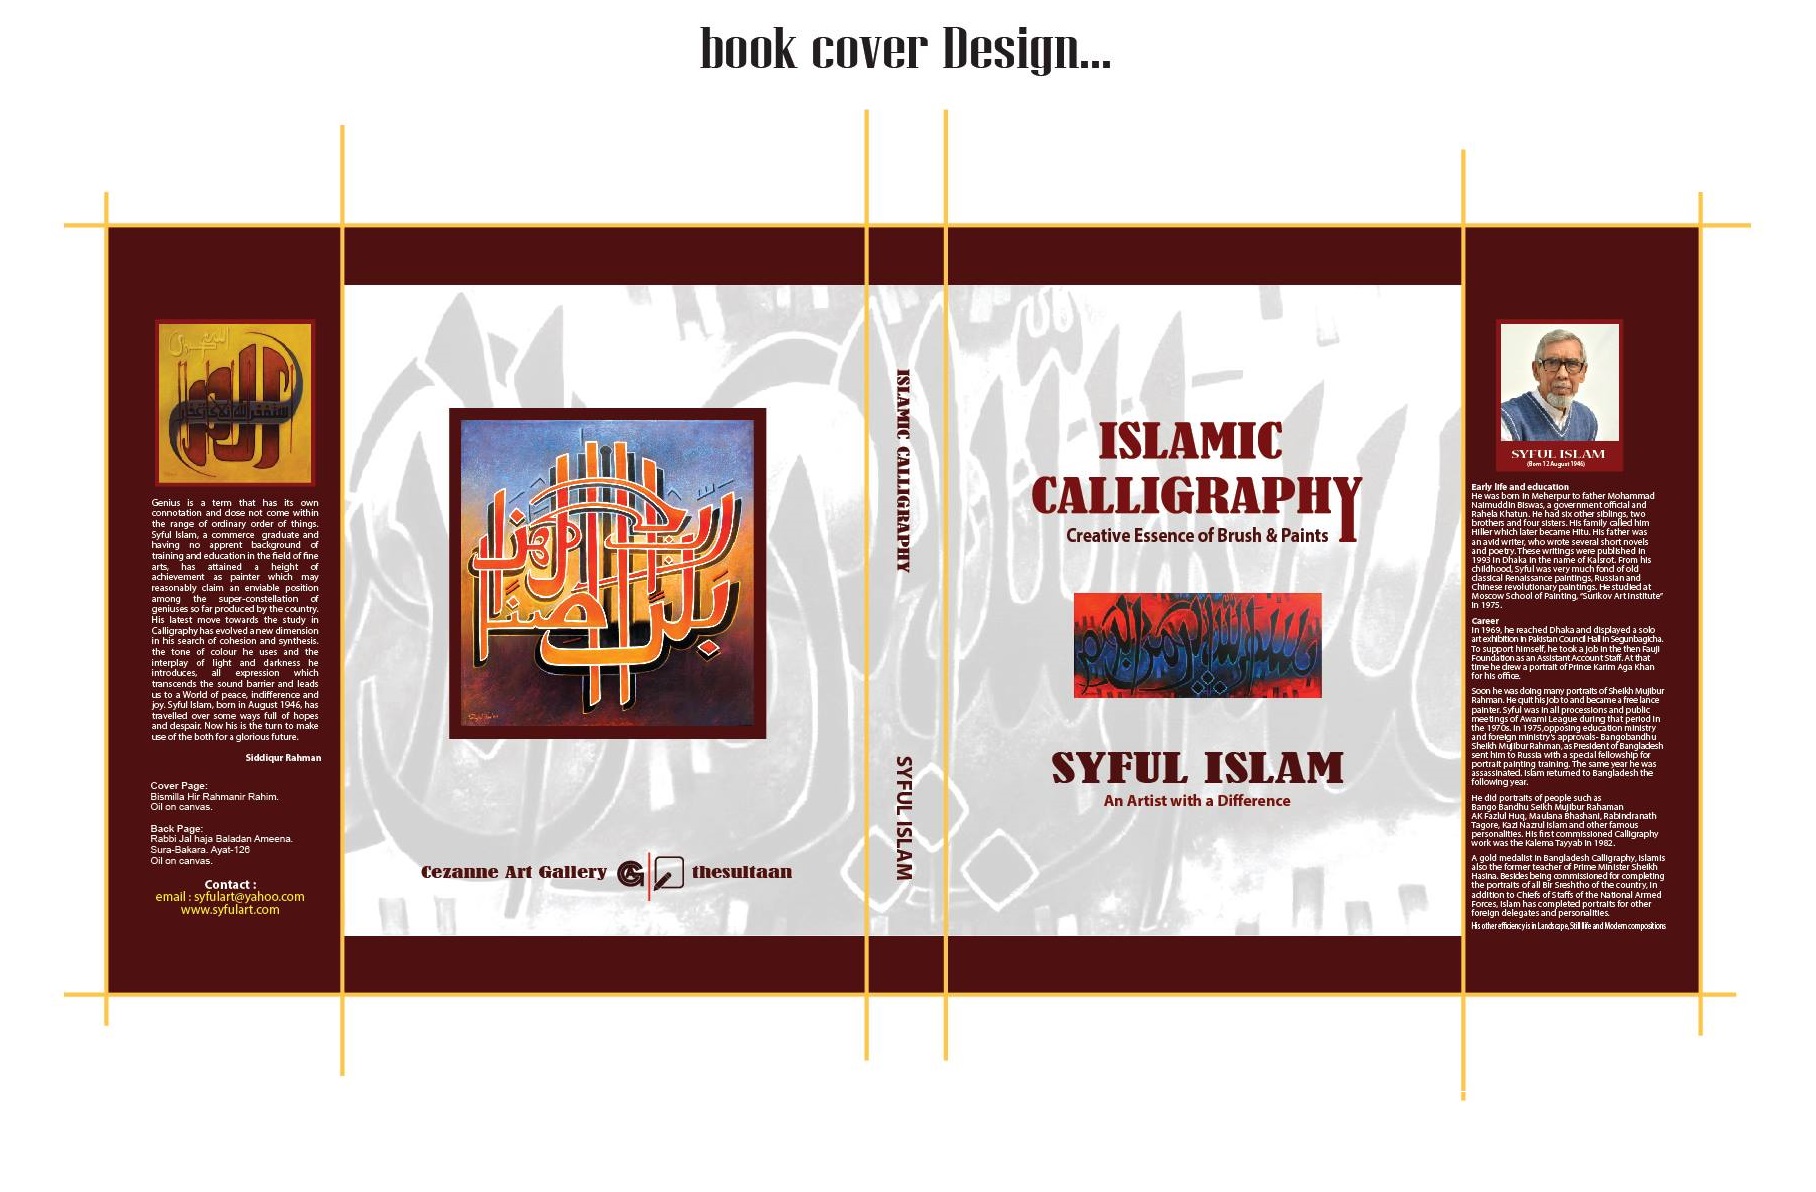 book cover Design...
Genius is a term that has its own
connotation and dose not come within
the range of ordinary order of things.
Syful Islam, a commerce graduate and
having no apprent background of
training and education in the field of fine
arts, has attained a height of
achievement as painter which may
reasonably claim an enviable position
among the super-constellation of
geniuses so far produced by the country.
His latest move towards the study in
Calligraphy has evolved a new dimension
in his search of cohesion and synthesis.
the tone of colour he uses and the
interplay of light and darkness he
introduces, all expression which
transcends the sound barrier and leads
us to a World of peace, indifference and
joy. Syful Islam, born in August 1946, has
travelled over some ways full of hopes
and despair. Now his is the turn to make
use of the both for a glorious future.
Siddiqur Rahman
Cover Page:
Bismilla Hir Rahmanir Rahim.
Oil on canvas.
Back Page:
Rabbi Jal haja Baladan Ameena.
Sura-Bakara. Ayat-126
Oil on canvas.
Contact :
email : syfulart@yahoo.com
www.syfulart.com
Cezanne Art Gallery
thesultaan
ISLAMIC CALLIGRAPHY
SYFUL ISLAM
ISLAMIC
CALLIGRAPHY
Creative Essence of Brush & Paints
SYFUL ISLAM
An Artist with a Difference
SYFUL ISLAM
(Born 12 August 1946)
Early life and education
He was born in Meherpur to father Mohammad
Naimuddin Biswas, a government official and
Rahela Khatun. He had six other siblings, two
brothers and four sisters. His family called him
Hiller which later became Hitu. His father was
an avid writer, who wrote several short novels
and poetry. These writings were published in
1993 in Dhaka in the name of Kalsrot. From his
childhood, Syful was very much fond of old
classical Renaissance paintings, Russian and
Chinese revolutionary paintings. He studied at
Moscow School of Painting, "Surikov Art Institute"
in 1975.
Career
In 1969, he reached Dhaka and displayed a solo
art exhibition in Pakistan Council Hall in Segunbagicha.
To support himself, he took a job in the then Fauji
Foundation as an Assistant Account Staff. At that
time he drew a portrait of Prince Karim Aga Khan
for his office.
Soon he was doing many portraits of Sheikh Mujibur
Rahman. He quit his job to and became a free lance
painter. Syful was in all processions and public
meetings of Awami League during that period in
the 1970s. In 1975,opposing education ministry
and foreign ministry's approvals- Bangobandhu
Sheikh Mujibur Rahman, as President of Bangladesh
sent him to Russia with a special fellowship for
portrait painting training. The same year he was
assassinated. Islam returned to Bangladesh the
following year.
He did portraits of people such as
Bango Bandhu Seikh Mujibur Rahaman
AK Fazlul Huq, Maulana Bhashani, Rabindranath
Tagore, Kazi Nazrul Islam and other famous
personalities. His first commissioned Calligraphy
work was the Kalema Tayyab in 1982.
A gold medalist in Bangladesh Calligraphy, Islam is
also the former teacher of Prime Minister Sheikh
Hasina. Besides being commissioned for completing
the portraits of all Bir Sreshtho of the country, in
addition to Chiefs of Staffs of the National Armed
Forces, Islam has completed portraits for other
foreign delegates and personalities.
His other efficiency is in Landscape, Still life and Modern compositions